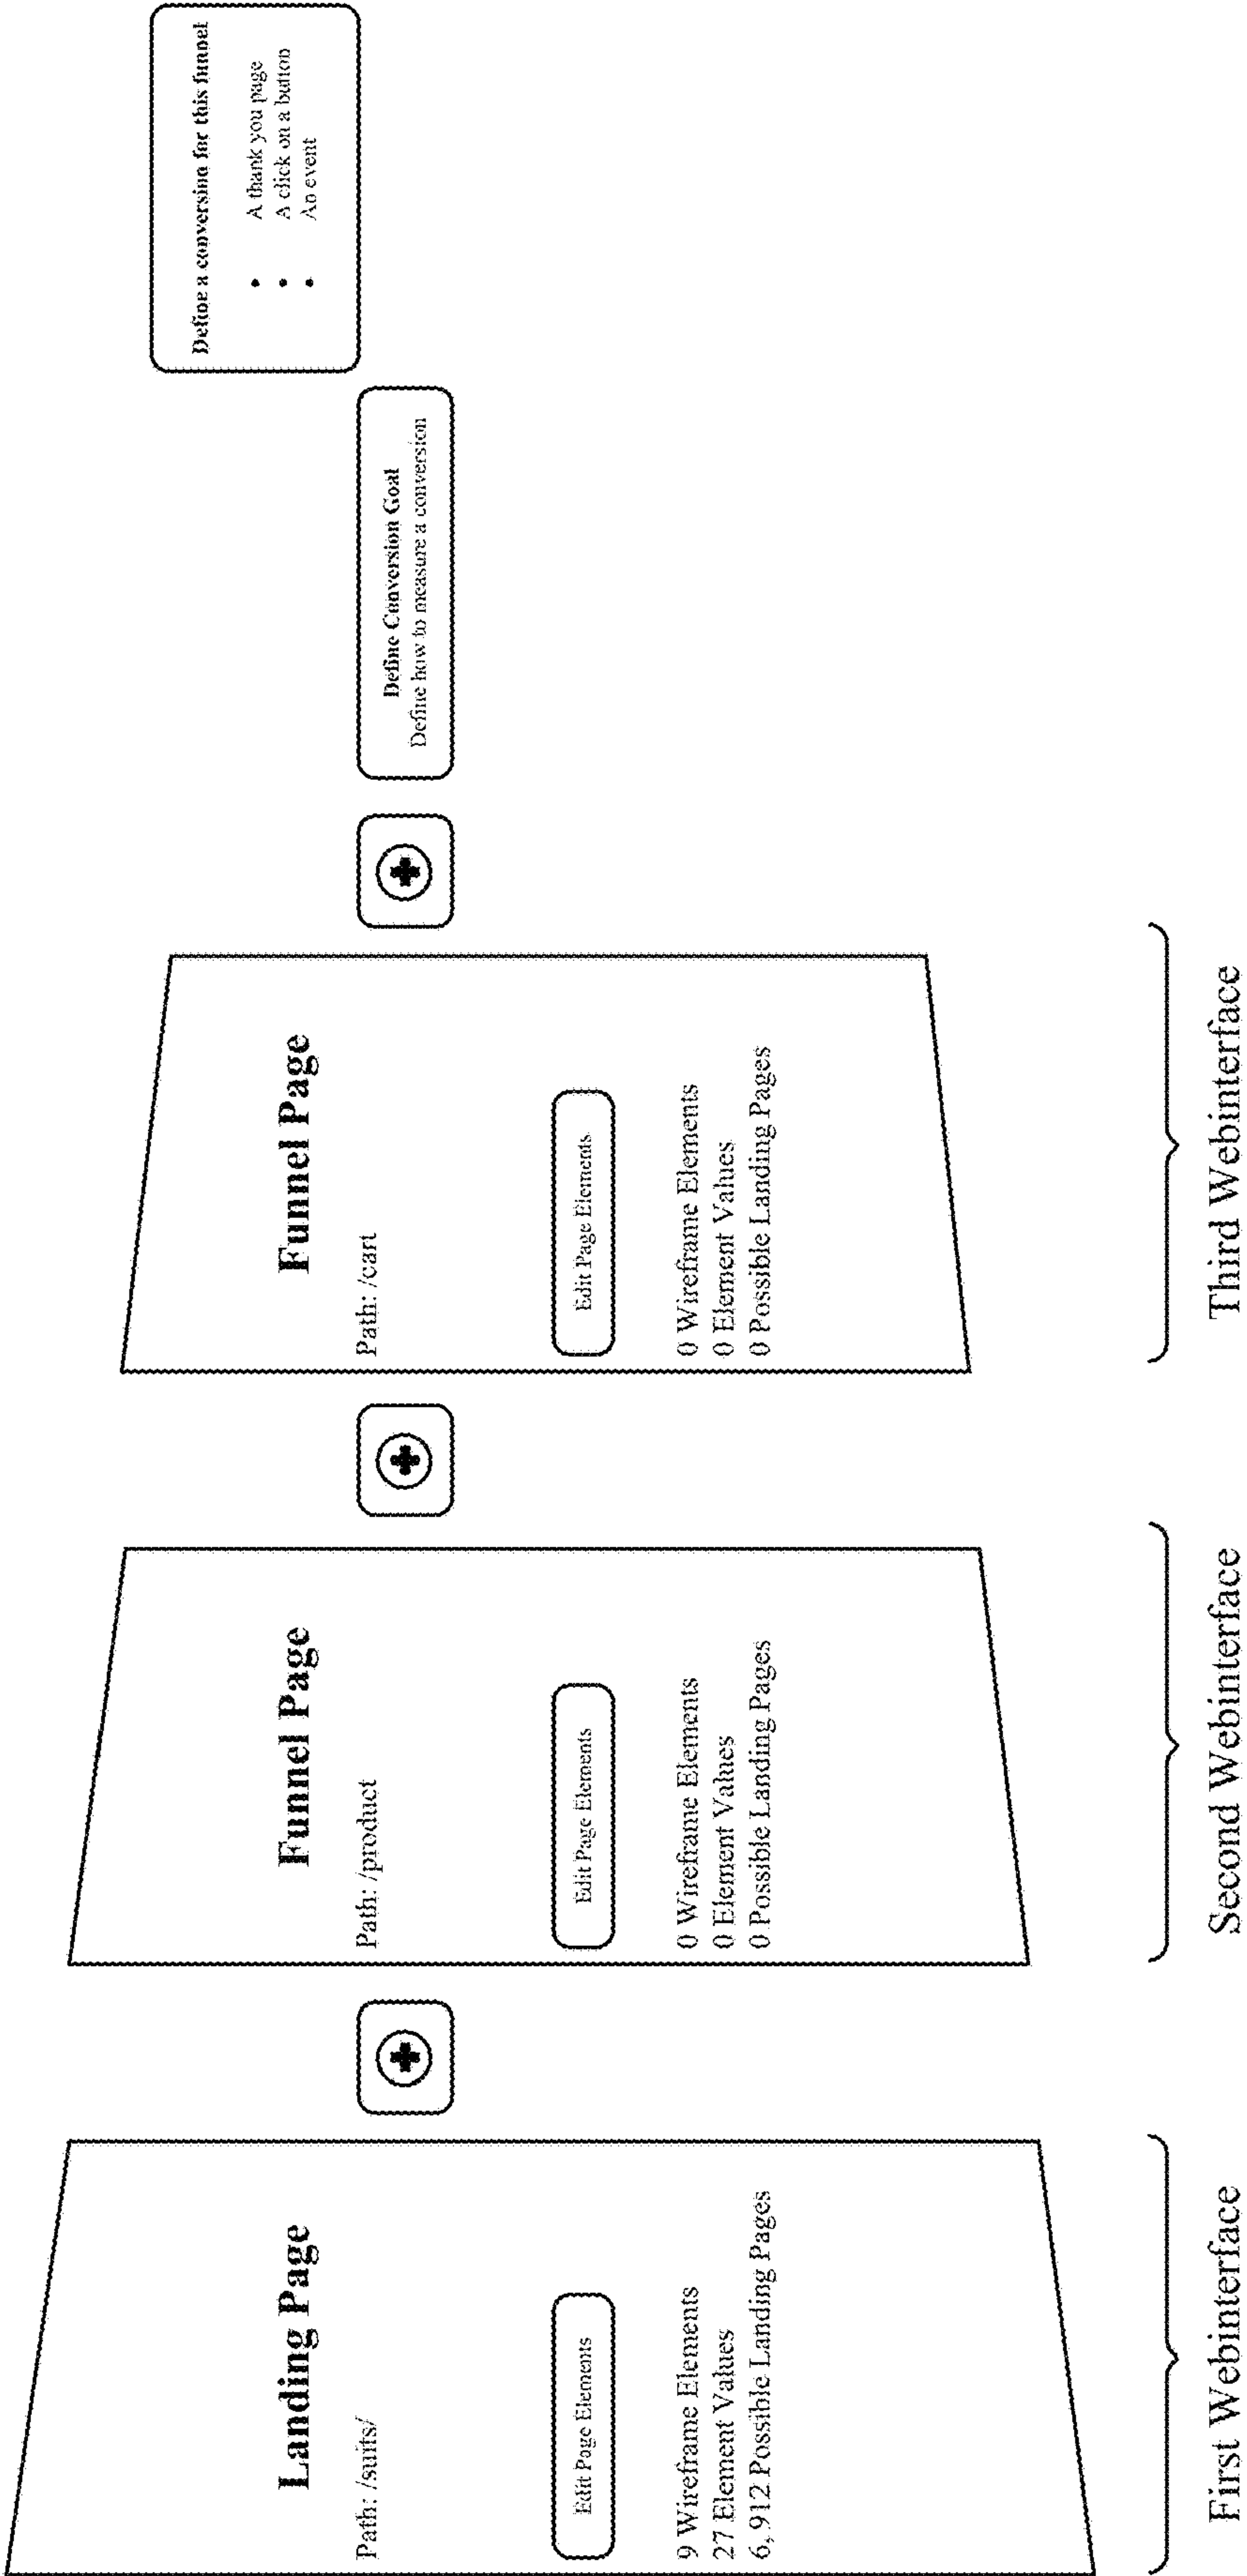 Landing Page
Path: /suits/
Edit Page Elements
9 Wireframe Elements
27 Element Values
6,912 Possible Landing Pages
First Webinterface
Funnel Page
Path: /product
Edit Page Elements
0 Wireframe Elements
0 Element Values
0 Possible Landing Pages
Second Webinterface
Funnel Page
Path: /cart
Edit Page Elements
0 Wireframe Elements
0 Element Values
0 Possible Landing Pages
Third Webinterface
Define Conversion Goal
Define how to measure a conversion
Define a conversion for this funnel
• A thank you page
• A click on a button
• An event